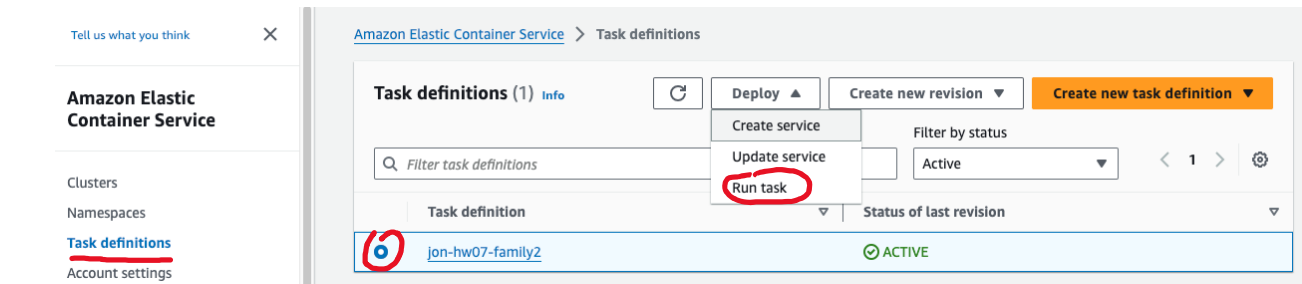 Tell us what you think
Amazon Elastic
Container Service
Clusters
Namespaces
Task definitions
Account settings
Amazon Elastic Container Service > Task definitions
Task definitions (1) Info
Deploy
Create new revision
Create new task definition
Create service
Update service
Run task
Filter task definitions
Filter by status
Active
1
Task definition
Status of last revision
jon-hw07-family2
ACTIVE